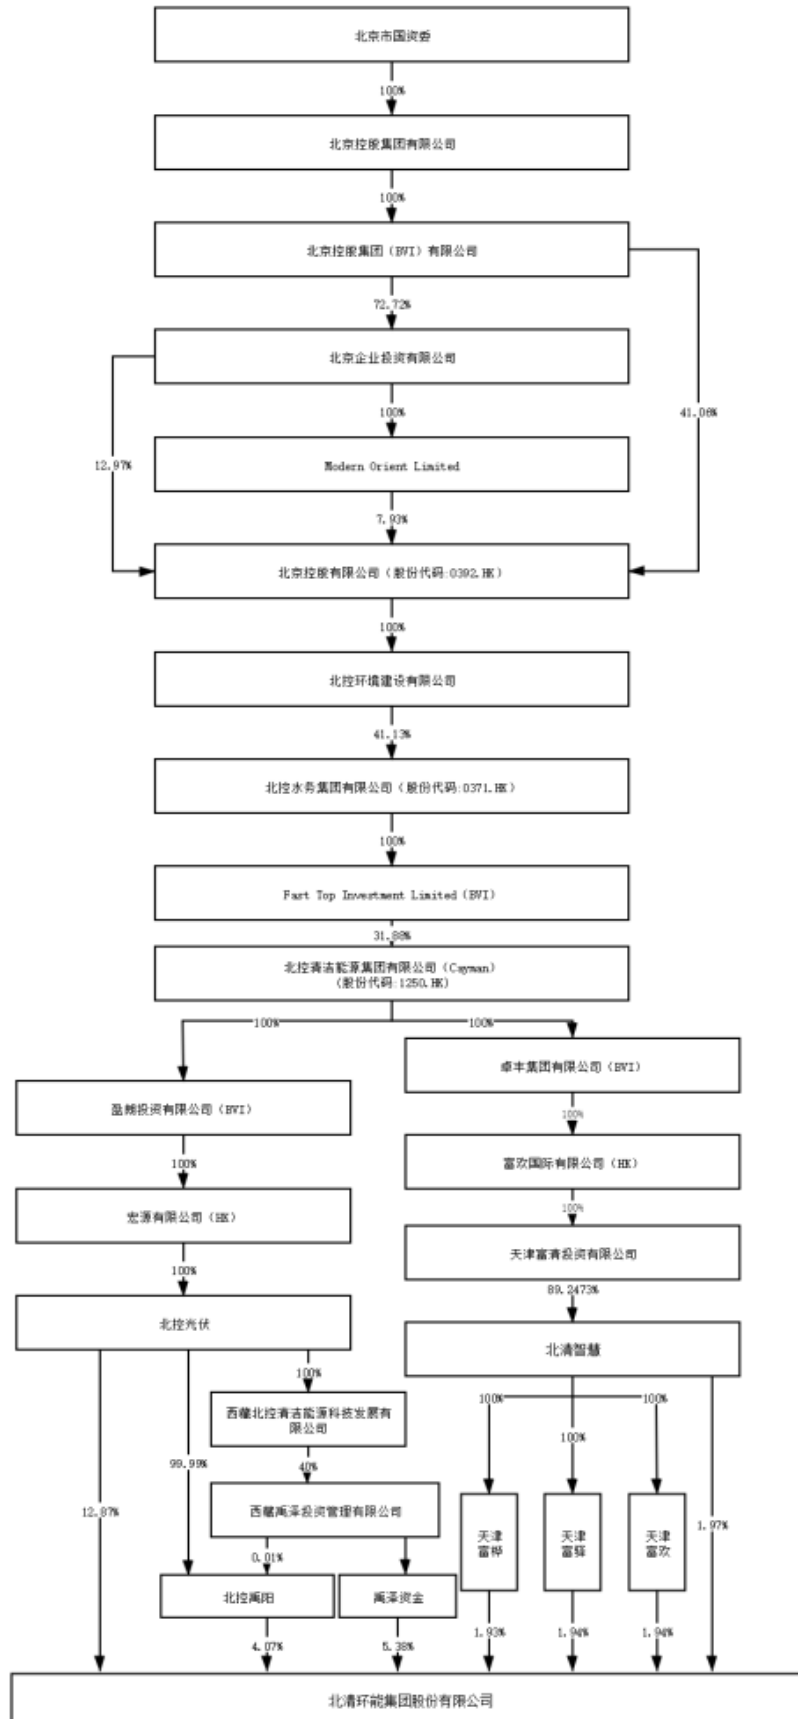 北京市国资委
100%
北京控股集团有限公司
100%
北京控股集团（BVI）有限公司
72.72%
北京企业投资有限公司
100%
41.06%
12.97%
Modern Orient Limited
7.93%
北京控股有限公司（股份代码:0392.HK）
100%
北控环境建设有限公司
41.13%
北控水务集团有限公司（股份代码:0371.HK）
100%
Fast Top Investment Limited（BVI）
31.88%
北控清洁能源集团有限公司（Cayman）
（股份代码:1250.HK）
100%
100%
卓丰集团有限公司（BVI）
盈颇投资有限公司（BVI）
100%
100%
富欢国际有限公司（HK）
宏源有限公司（HK）
100%
100%
天津富清投资有限公司
89.2473%
北控光伏
北清智慧
100%
西藏北控清洁能源科技发展有
限公司
100%
100%
100%
99.99%
40%
12.87%
西藏禹泽投资管理有限公司
1.97%
天津
富桦
天津
富驿
天津
富欢
0.01%
北控禹阳
禹泽资金
4.07%
5.38%
1.93%
1.94%
1.94%
北清环能集团股份有限公司